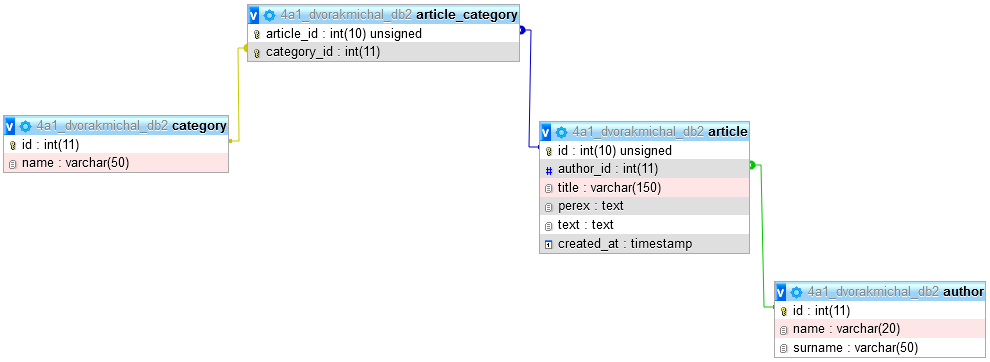 v 4a1_dvorakmichal_db2 article_category
article_id : int(10) unsigned
category_id : int(11)
v 4a1_dvorakmichal_db2 category
id : int(11)
name : varchar(50)
v 4a1_dvorakmichal_db2 article
id : int(10) unsigned
# author_id : int(11)
title : varchar(150)
perex : text
text : text
created_at : timestamp
v 4a1_dvorakmichal_db2 author
id : int(11)
name : varchar(20)
surname : varchar(50)